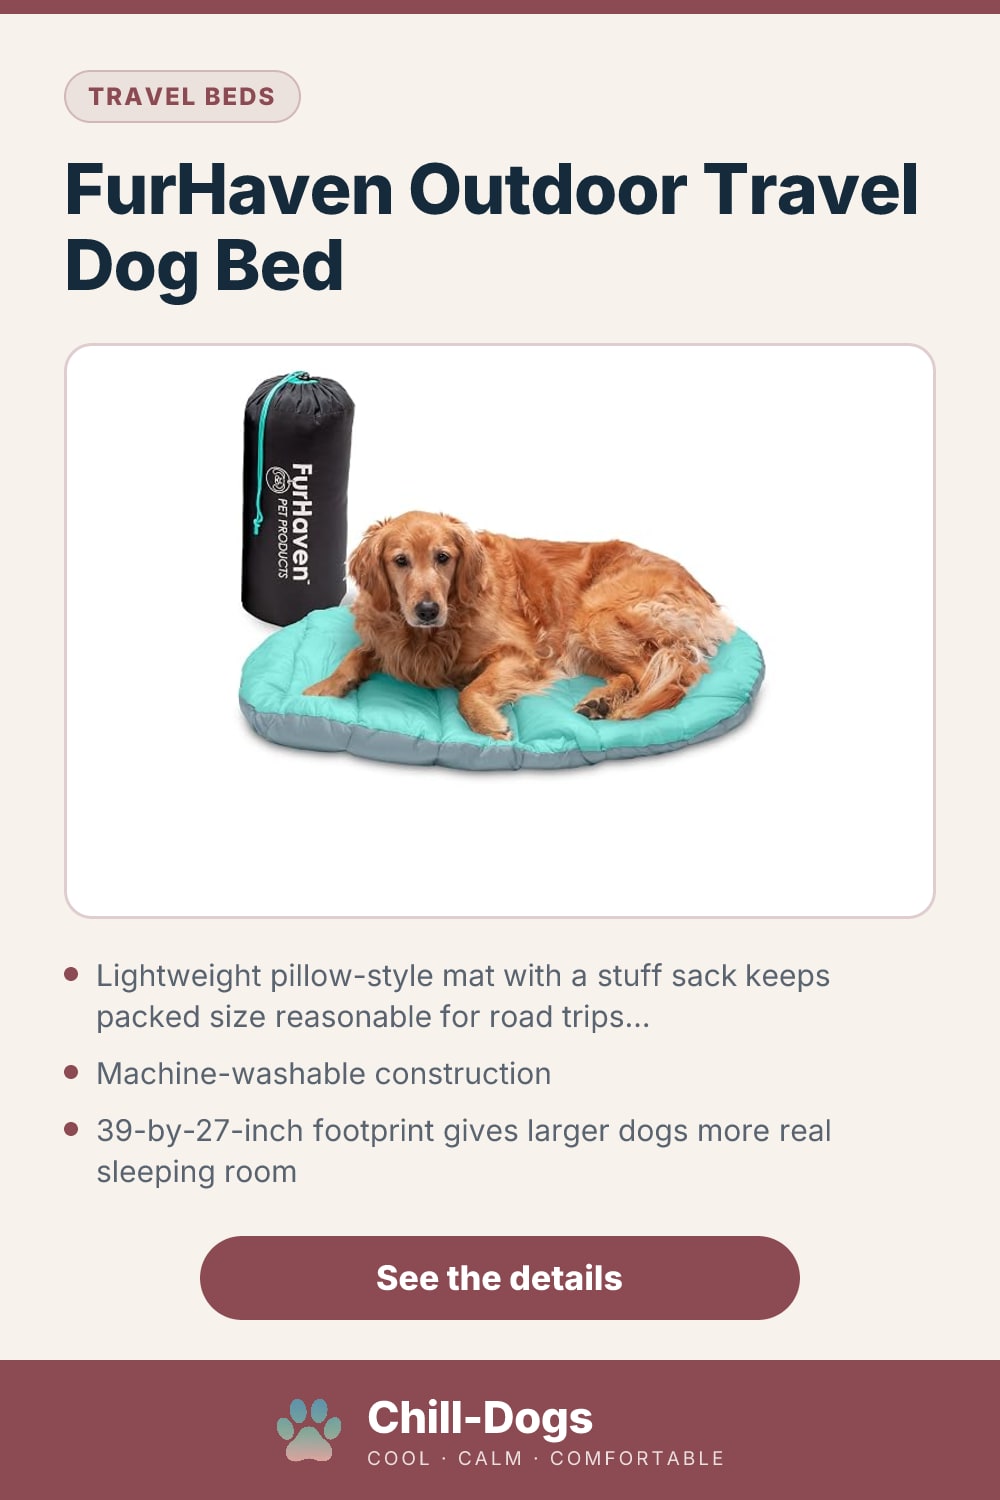 TRAVEL BEDS
FurHaven Outdoor Travel
Dog Bed
FurHaven™
PET PRODUCTS
Lightweight pillow-style mat with a stuff sack keeps
packed size reasonable for road trips...
Machine-washable construction
39-by-27-inch footprint gives larger dogs more real
sleeping room
See the details
Chill-Dogs
COOL · CALM · COMFORTABLE